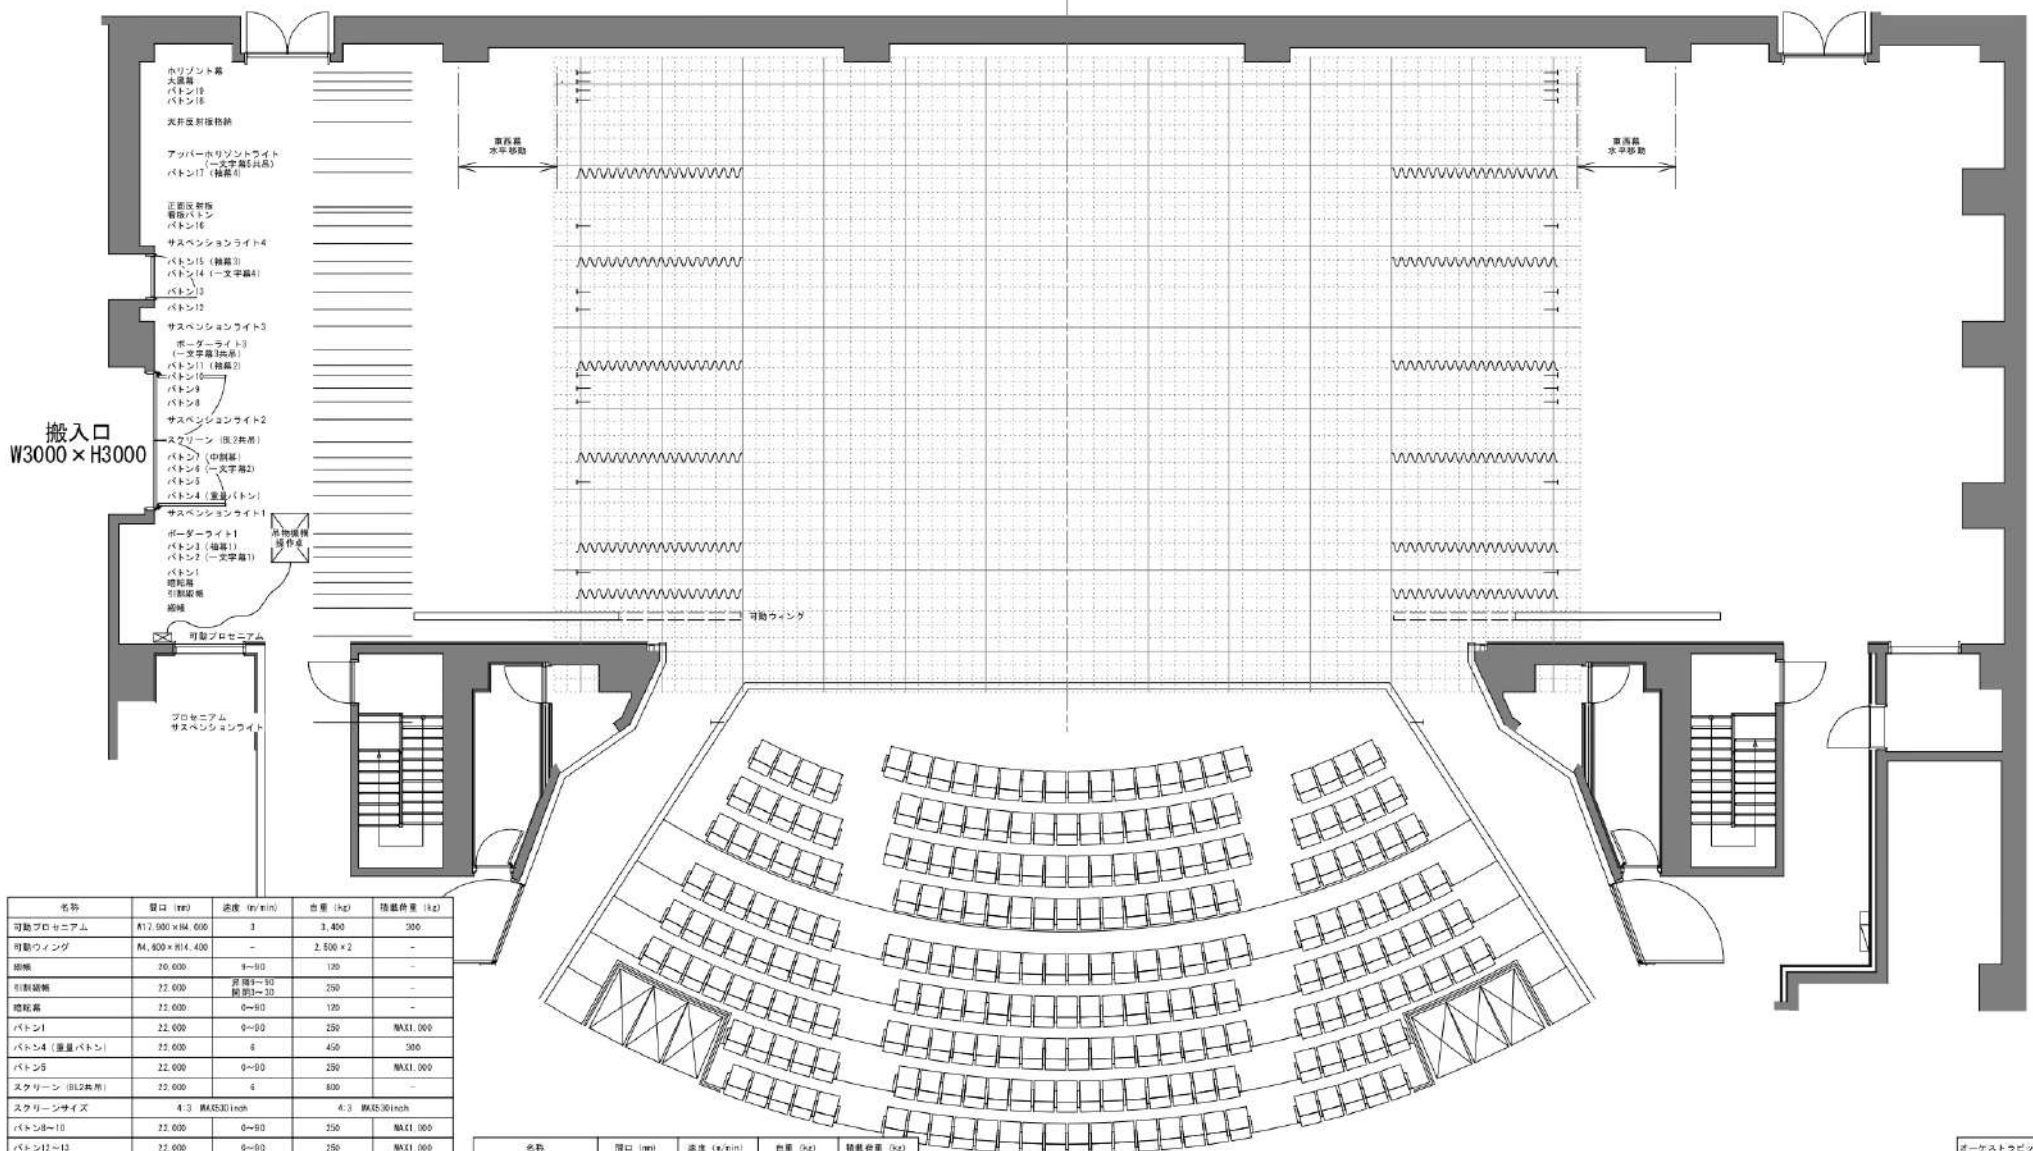 ホリゾント幕
大黒幕
バトン19
バトン18
天井反射板格納
アッパーホリゾントライト
(一文字幕5共吊)
バトン17 (袖幕4)
正面反射板
看板バトン
バトン16
サスペンションライト4
バトン15 (袖幕3)
バトン14 (一文字幕4)
バトン13
バトン12
サスペンションライト3
ボーダーライト3
(一文字幕3共吊)
バトン11 (袖幕2)
バトン10
バトン9
バトン8
サスペンションライト2
スクリーン (BL2共吊)
バトン7 (中割幕)
バトン6 (一文字幕2)
バトン5
バトン4 (重量バトン)
サスペンションライト1
ボーダーライト1
バトン3 (袖幕1)
バトン2 (一文字幕1)
バトン1
暗転幕
引割緞帳
緞帳
可動プロセニアム
プロセニアム
サスペンションライト
搬入口
W3000×H3000
吊物機構
操作卓
東西幕
水平移動
東西幕
水平移動
可動ウィング
名称 間口 (mm) 速度 (m/min) 自重 (kg) 積載荷重 (kg)
可動プロセニアム W17,900×H4,000 3 3,400 300
可動ウィング W4,600×H14,400 - 2,500×2 -
緞帳 20,000 9~90 120 -
引割緞帳 22,000 昇降9~90 開閉3~30 250 -
暗転幕 22,000 0~90 120 -
バトン1 22,000 0~90 250 MAX1,000
バトン4 (重量バトン) 22,000 6 450 300
バトン5 22,000 0~90 250 MAX1,000
スクリーン (BL2共吊) 22,000 6 800 -
スクリーンサイズ 4:3 MAX530inch 4:3 MAX530inch
バトン8~10 22,000 0~90 250 MAX1,000
バトン12~13 22,000 0~90 250 MAX1,000
名称 間口 (mm) 速度 (m/min) 自重 (kg) 積載荷重 (kg)
オーケストラピッ